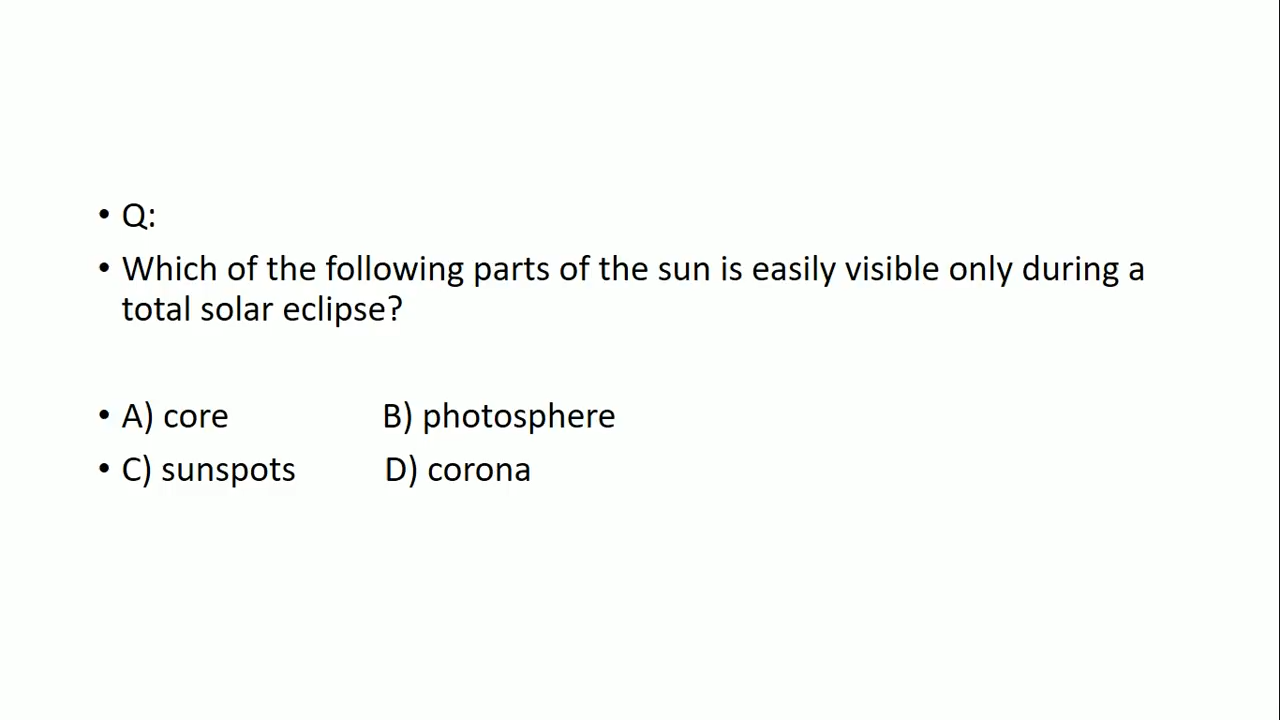 • Q:
• Which of the following parts of the sun is easily visible only during a
total solar eclipse?
• A) core B) photosphere
• C) sunspots D) corona